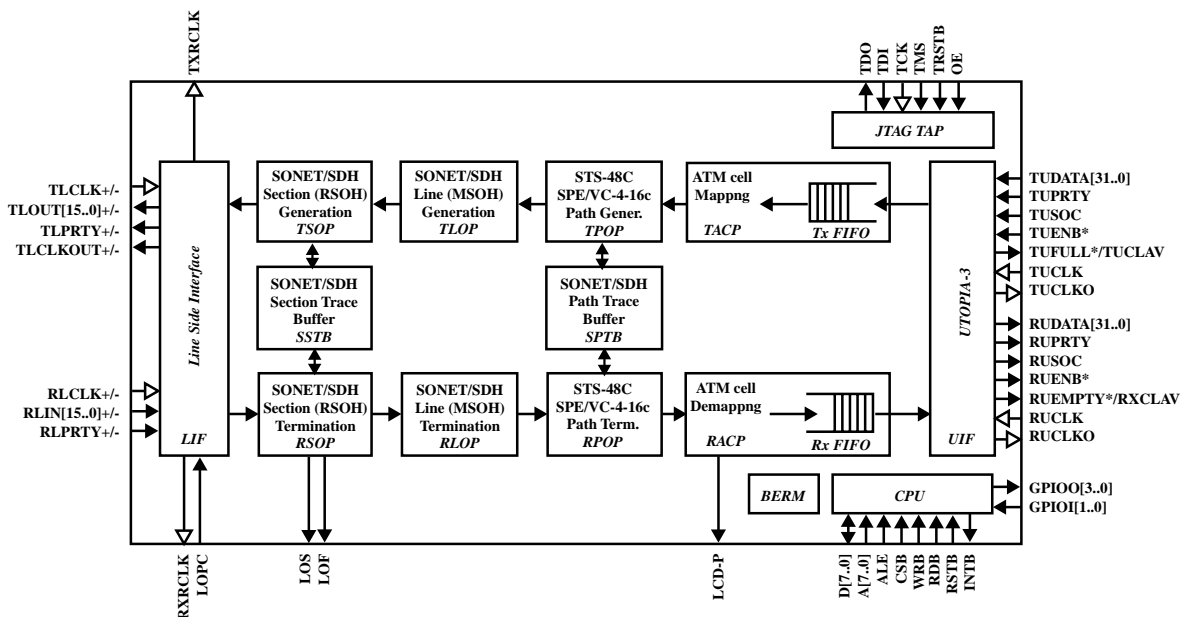 TXRCLK
TDO
TDI
TCK
TMS
TRSTB
OE
JTAG TAP
TLCLK+/-
TLOUT[15..0]+/-
TLPRTY+/-
TLCLKOUT+/-
RLCLK+/-
RLIN[15..0]+/-
RLPRTY+/-
Line Side Interface
LIF
SONET/SDH
Section (RSOH)
Generation
TSOP
SONET/SDH
Line (MSOH)
Generation
TLOP
STS-48C
SPE/VC-4-16c
Path Gener.
TPOP
ATM cell
Mappng
TACP
Tx FIFO
SONET/SDH
Section Trace
Buffer
SSTB
SONET/SDH
Path Trace
Buffer
SPTB
SONET/SDH
Section (RSOH)
Termination
RSOP
SONET/SDH
Line (MSOH)
Termination
RLOP
STS-48C
SPE/VC-4-16c
Path Term.
RPOP
ATM cell
Demappng
RACP
Rx FIFO
UTOPIA-3
UIF
TUDATA[31..0]
TUPRTY
TUSOC
TUENB*
TUFULL*/TUCLAV
TUCLK
TUCLKO
RUDATA[31..0]
RUPRTY
RUSOC
RUENB*
RUEMPTY*/RXCLAV
RUCLK
RUCLKO
BERM
CPU
GPIOO[3..0]
GPIOI[1..0]
RXRCLK
LOPC
LOS
LOF
LCD-P
D[7..0]
A[7..0]
ALE
CSB
WRB
RDB
RSTB
INTB